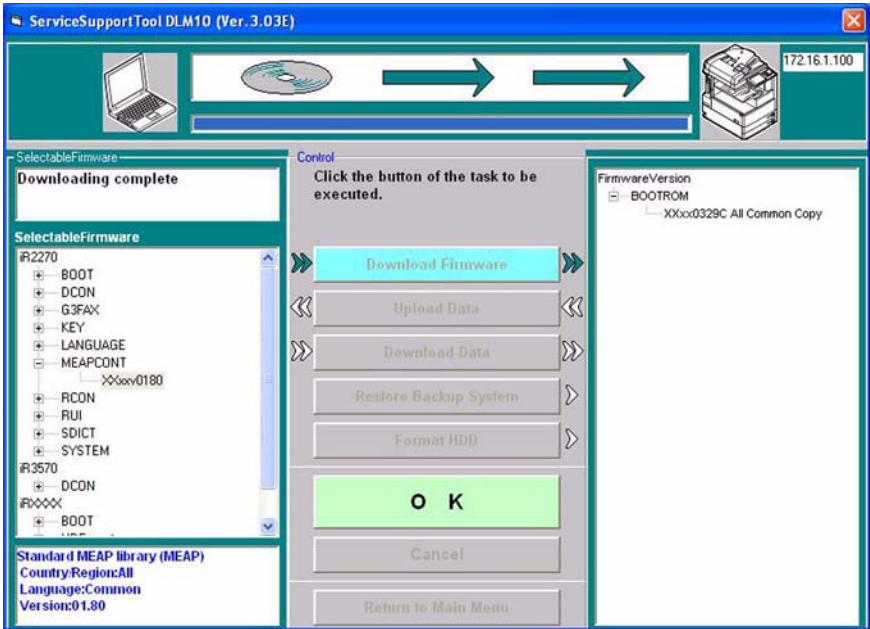 ServiceSupportTool DLM10 (Ver.3.03E)
172.16.1.100
SelectableFirmware
Downloading complete
SelectableFirmware
iR2270
BOOT
DCON
G3FAX
KEY
LANGUAGE
MEAPCONT
XXxxv0180
RCON
RUI
SDICT
SYSTEM
iR3570
DCON
iRXXXX
BOOT
Standard MEAP library (MEAP)
Country/Region:All
Language:Common
Version:01.80
Control
Click the button of the task to be
executed.
Download Firmware
Upload Data
Download Data
Restore Backup System
Format HDD
O K
Cancel
Return to Main Menu
FirmwareVersion
BOOTROM
XXxx0329C All Common Copy